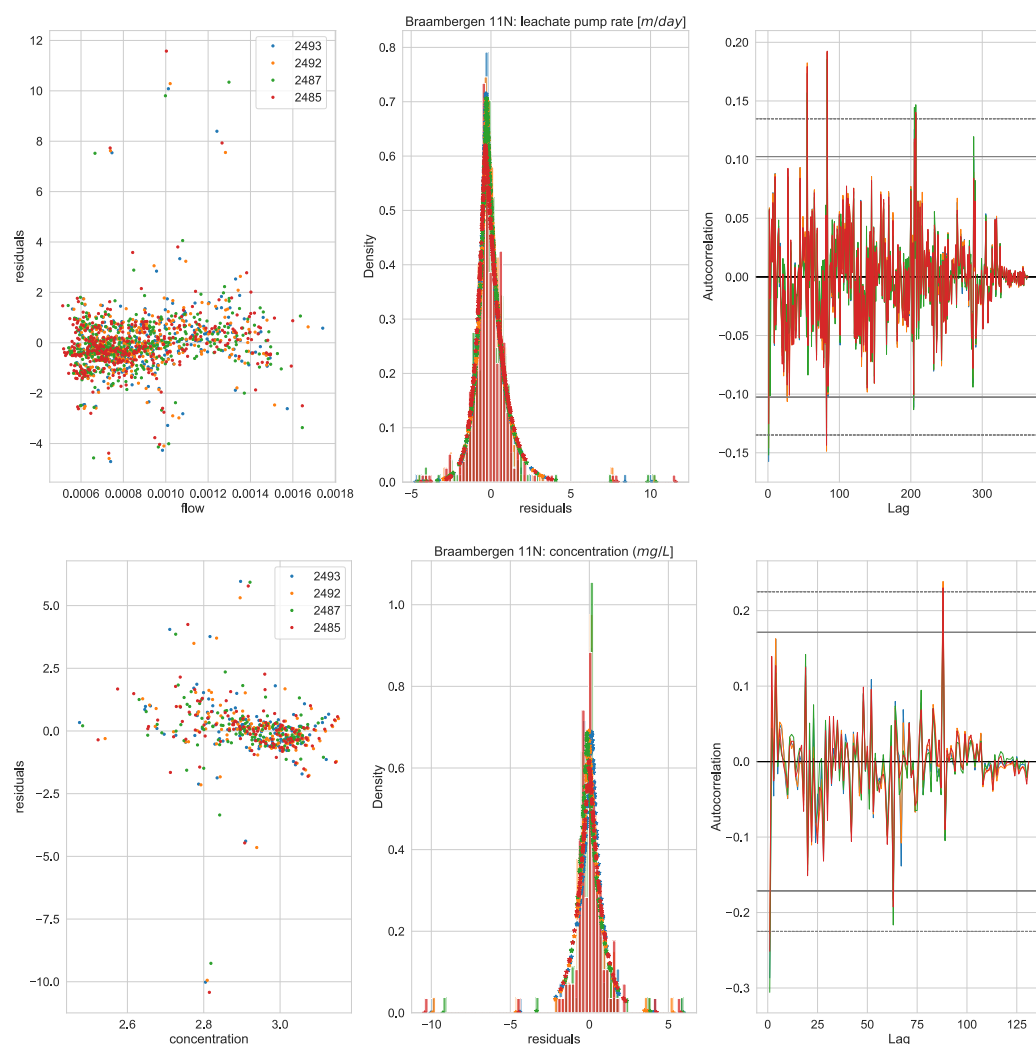 Braambergen 11N: leachate pump rate [m/day]
12
10
8
6
4
2
0
−2
−4
residuals
2493
2492
2487
2485
0.0006 0.0008 0.0010 0.0012 0.0014 0.0016 0.0018
flow
0.8
0.7
0.6
0.5
0.4
0.3
0.2
0.1
0.0
Density
−5 0 5 10
residuals
0.20
0.15
0.10
0.05
0.00
−0.05
−0.10
−0.15
Autocorrelation
0 100 200 300
Lag
Braambergen 11N: concentration (mg/L]
5.0
2.5
0.0
−2.5
−5.0
−7.5
−10.0
residuals
2493
2492
2487
2485
2.6 2.8 3.0
concentration
1.0
0.8
0.6
0.4
0.2
0.0
Density
−10 −5 0 5
residuals
0.2
0.1
0.0
−0.1
−0.2
−0.3
Autocorrelation
0 25 50 75 100 125
Lag